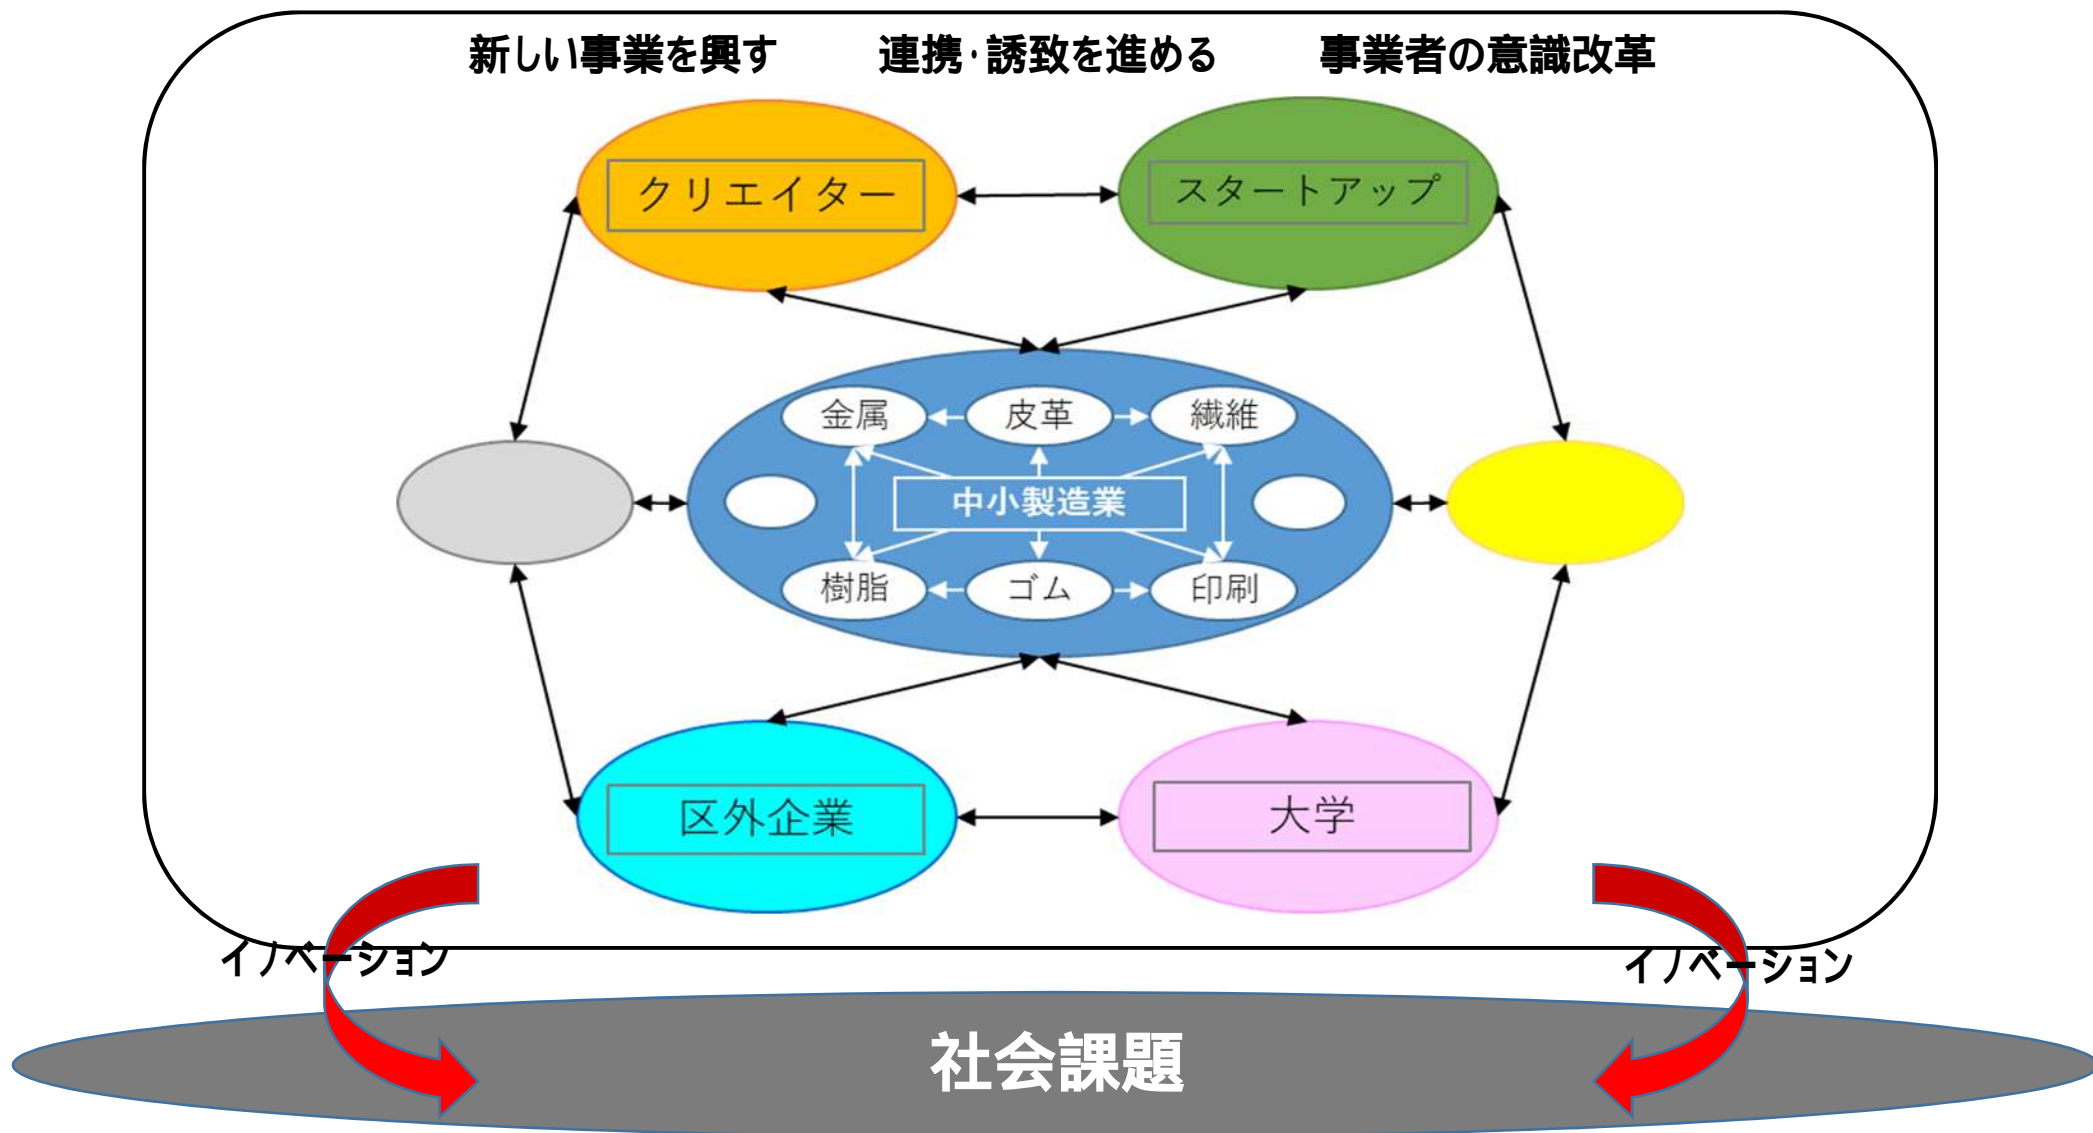 新しい事業を興す 連携・誘致を進める 事業者の意識改革
クリエイター
スタートアップ
金属
皮革
繊維
中小製造業
樹脂
ゴム
印刷
区外企業
大学
イノベーション
イノベーション
社会課題